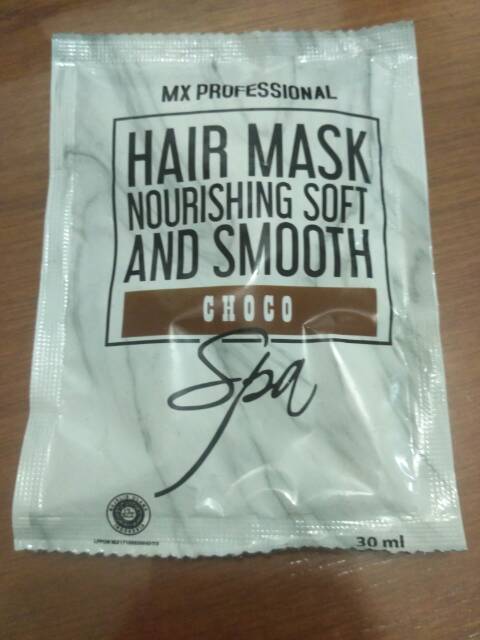 MX PROFESSIONAL
HAIR MASK
NOURISHING SOFT
AND SMOOTH
CHOCO
Spa
30 ml